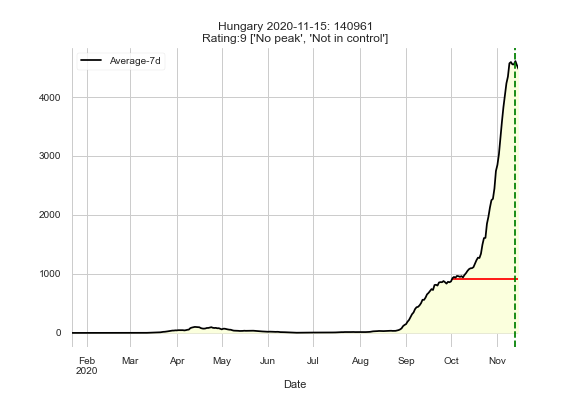 Hungary 2020-11-15: 140961
Rating:9 ['No peak', 'Not in control']
Average-7d
4000
3000
2000
1000
0
Feb Mar Apr May Jun Jul Aug Sep Oct Nov
2020
Date